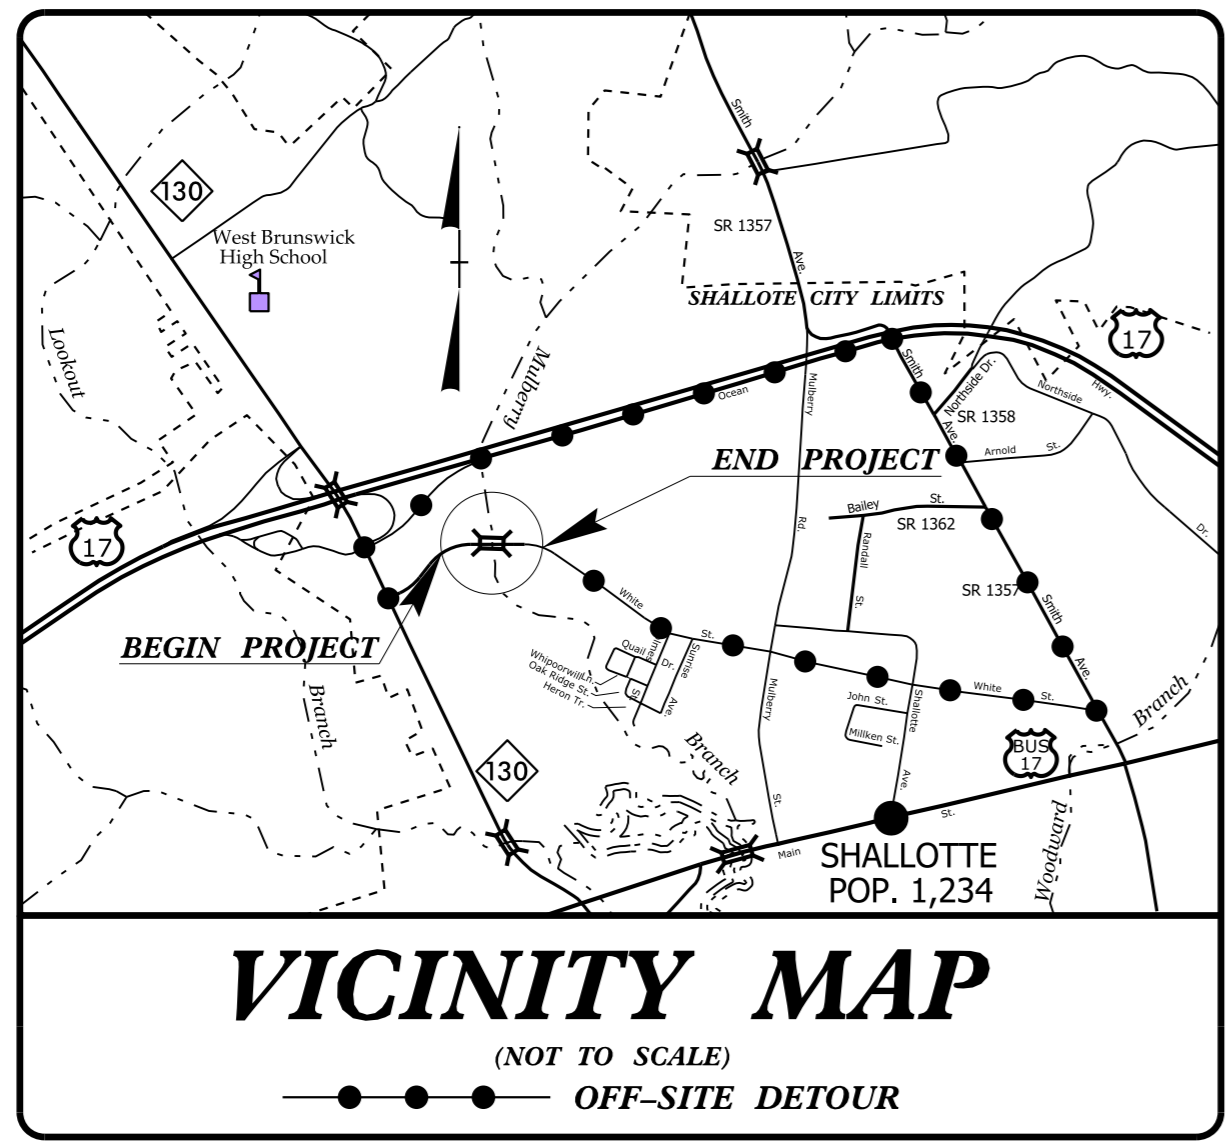 Smith
130
SR 1357
West Brunswick
High School
Ave.
SHALLOTE CITY LIMITS
17
Lookout
Mulberry
Smith
Northside Dr.
Northside
Hwy.
Ocean
Mulberry
SR 1358
Ave.
Arnold St.
END PROJECT
Bailey St.
SR 1362
Rd.
Randall
St.
Dr.
17
White
SR 1357
Smith
BEGIN PROJECT
St.
Quail
Dr.
Sunrise
Ave.
Whipoorwill Ln.
Oak Ridge St.
Heron Tr.
St.
Ave.
Mulberry
White St.
John St.
Shallotte
Millken St.
Branch
Branch
Branch
BUS
17
130
St.
Ave.
St.
Main
Woodward
SHALLOTTE
POP. 1,234
VICINITY MAP
(NOT TO SCALE)
OFF–SITE DETOUR